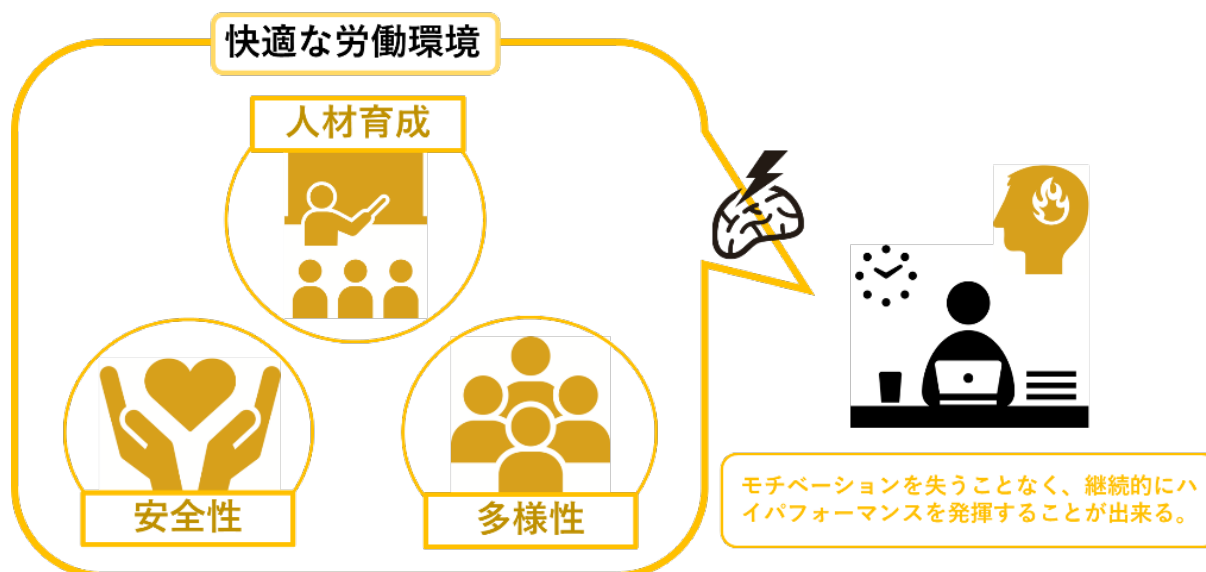 快適な労働環境
人材育成
安全性
多様性
モチベーションを失うことなく、継続的にハ
イパフォーマンスを発揮することが出来る。